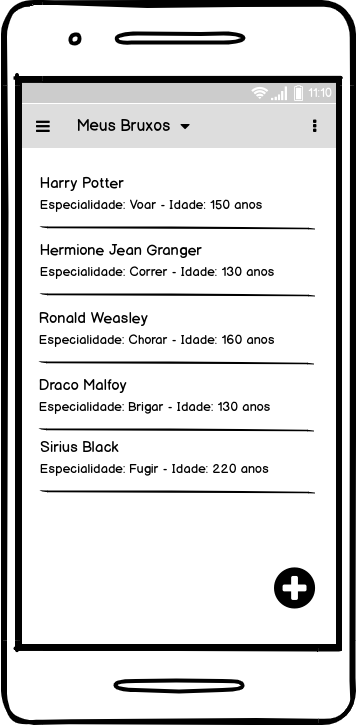 11:10
Meus Bruxos
Harry Potter
Especialidade: Voar - Idade: 150 anos
Hermione Jean Granger
Especialidade: Correr - Idade: 130 anos
Ronald Weasley
Especialidade: Chorar - Idade: 160 anos
Draco Malfoy
Especialidade: Brigar - Idade: 130 anos
Sirius Black
Especialidade: Fugir - Idade: 220 anos